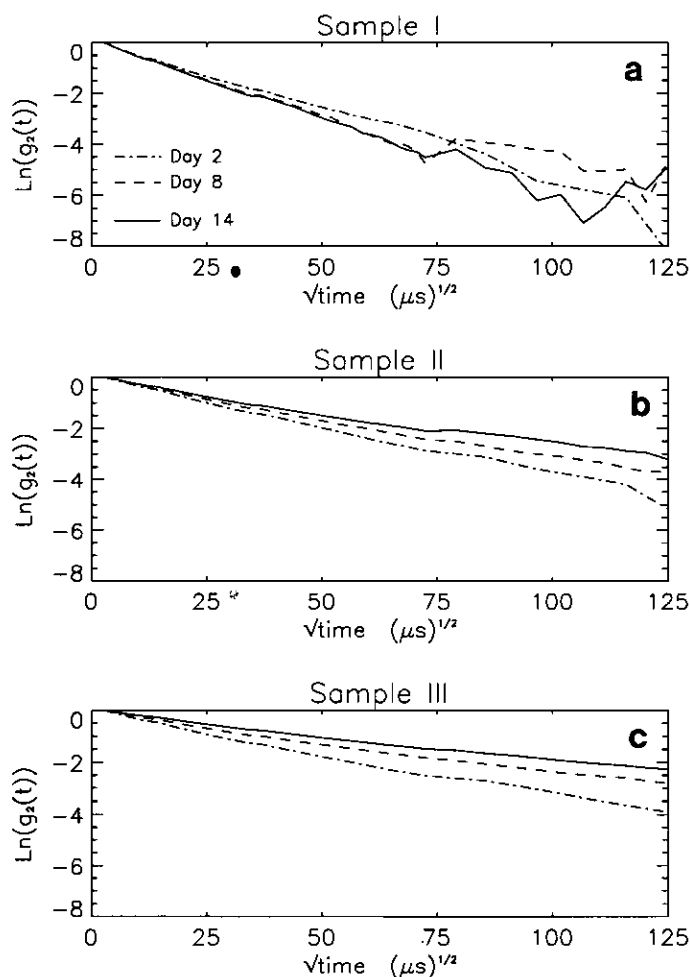 Sample I
a
0
-2
-4
-6
-8
Ln(g₂(t))
Day 2
Day 8
Day 14
0 25 50 75 100 125
√time (μs)¹/²
Sample II
b
0
-2
-4
-6
-8
Ln(g₂(t))
0 25 50 75 100 125
√time (μs)¹/²
Sample III
c
0
-2
-4
-6
-8
Ln(g₂(t))
0 25 50 75 100 125
√time (μs)¹/²